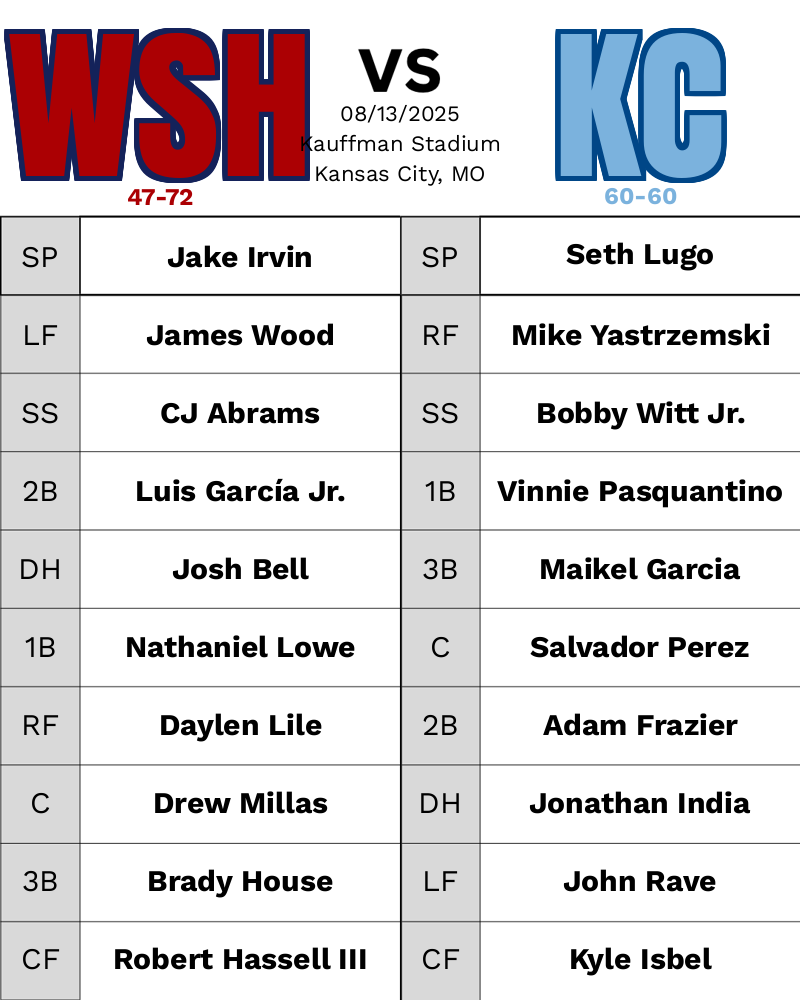 WSH
VS
KC
08/13/2025
Kauffman Stadium
Kansas City, MO
47-72
60-60
SP Jake Irvin SP Seth Lugo
LF James Wood RF Mike Yastrzemski
SS CJ Abrams SS Bobby Witt Jr.
2B Luis García Jr. 1B Vinnie Pasquantino
DH Josh Bell 3B Maikel Garcia
1B Nathaniel Lowe C Salvador Perez
RF Daylen Lile 2B Adam Frazier
C Drew Millas DH Jonathan India
3B Brady House LF John Rave
CF Robert Hassell III CF Kyle Isbel